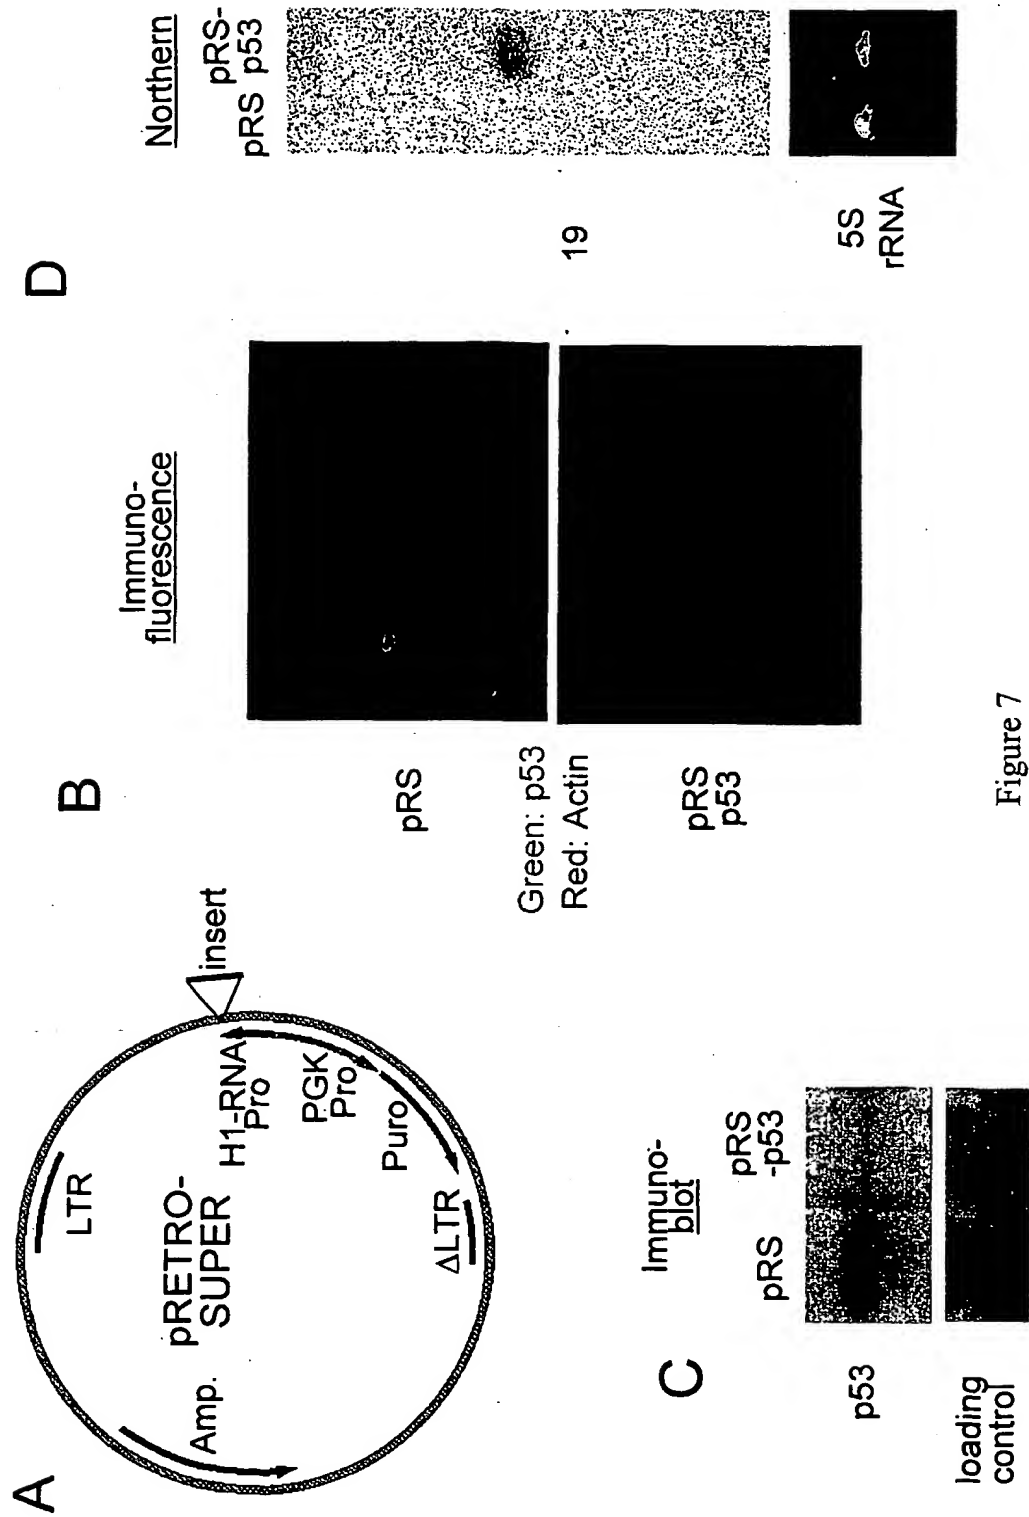 A
LTR
pRETRO-
SUPER
Amp.
insert
H1-RNA
Pro
PGK
Pro
Puro
ΔLTR
B
Immuno-
fluorescence
pRS
Green: p53
Red: Actin
pRS
p53
C
Immuno-
blot
pRS
pRS
-p53
p53
loading
control
D
Northern
pRS
pRS-
p53
19
5S
rRNA
Figure 7